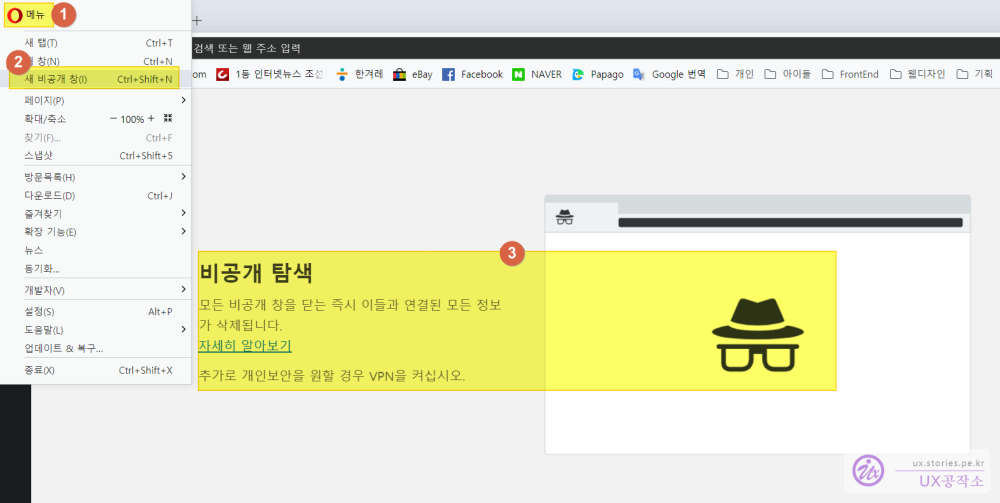 메뉴
1
새 탭(T) Ctrl+T
2
창(N) Ctrl+N
새 비공개 창(I) Ctrl+Shift+N
페이지(P)
확대/축소 − 100% +
찾기(F)... Ctrl+F
스냅샷 Ctrl+Shift+5
방문목록(H)
다운로드(D) Ctrl+J
즐겨찾기
확장 기능(E)
뉴스
동기화...
개발자(V)
설정(S) Alt+P
도움말(L)
업데이트 & 복구...
종료(X) Ctrl+Shift+X
+
검색 또는 웹 주소 입력
om 1등 인터넷뉴스 조선 한겨레 eBay Facebook NAVER Papago Google 번역 개인 아이들 FrontEnd 웹디자인 기획
3
비공개 탐색
모든 비공개 창을 닫는 즉시 이들과 연결된 모든 정보
가 삭제됩니다.
자세히 알아보기
추가로 개인보안을 원할 경우 VPN을 켜십시오.
Ux
ux.stories.pe.kr
UX공작소